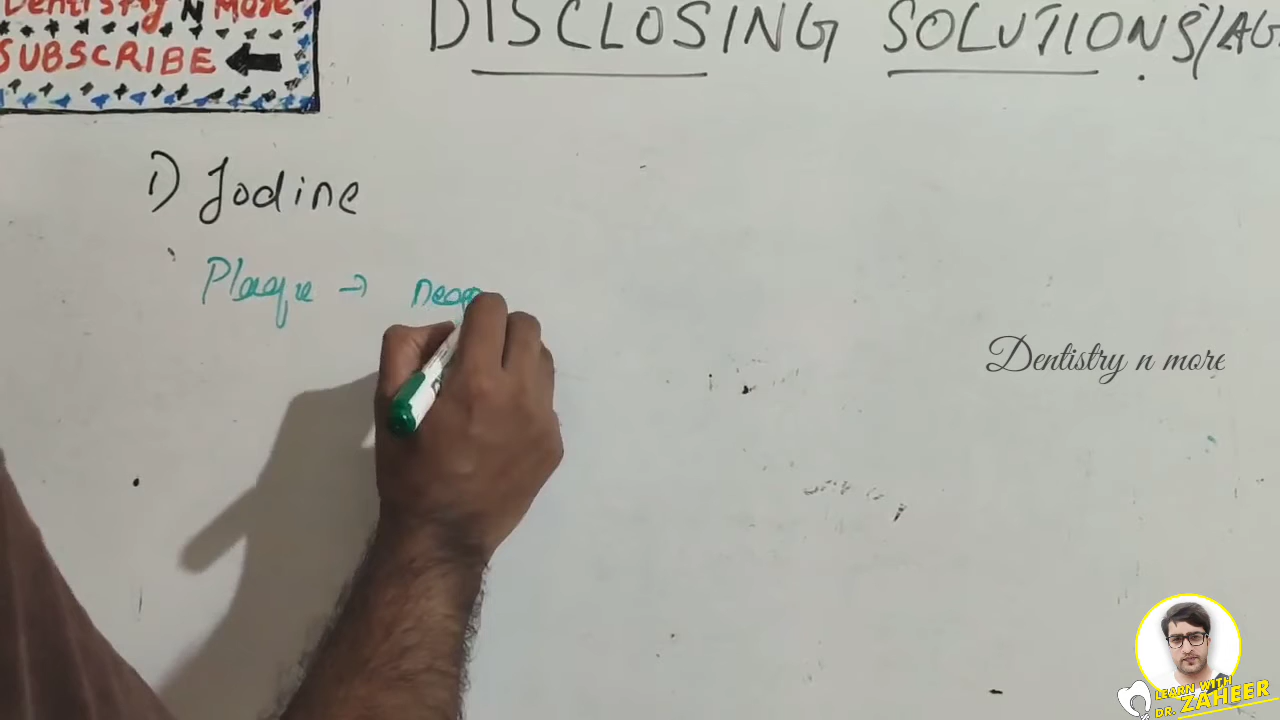 Dentistry N More
SUBSCRIBE
DISCLOSING SOLUTIONS/AG
1) Iodine
Plaque →
Dentistry n more
LEARN WITH
DR. ZAHEER